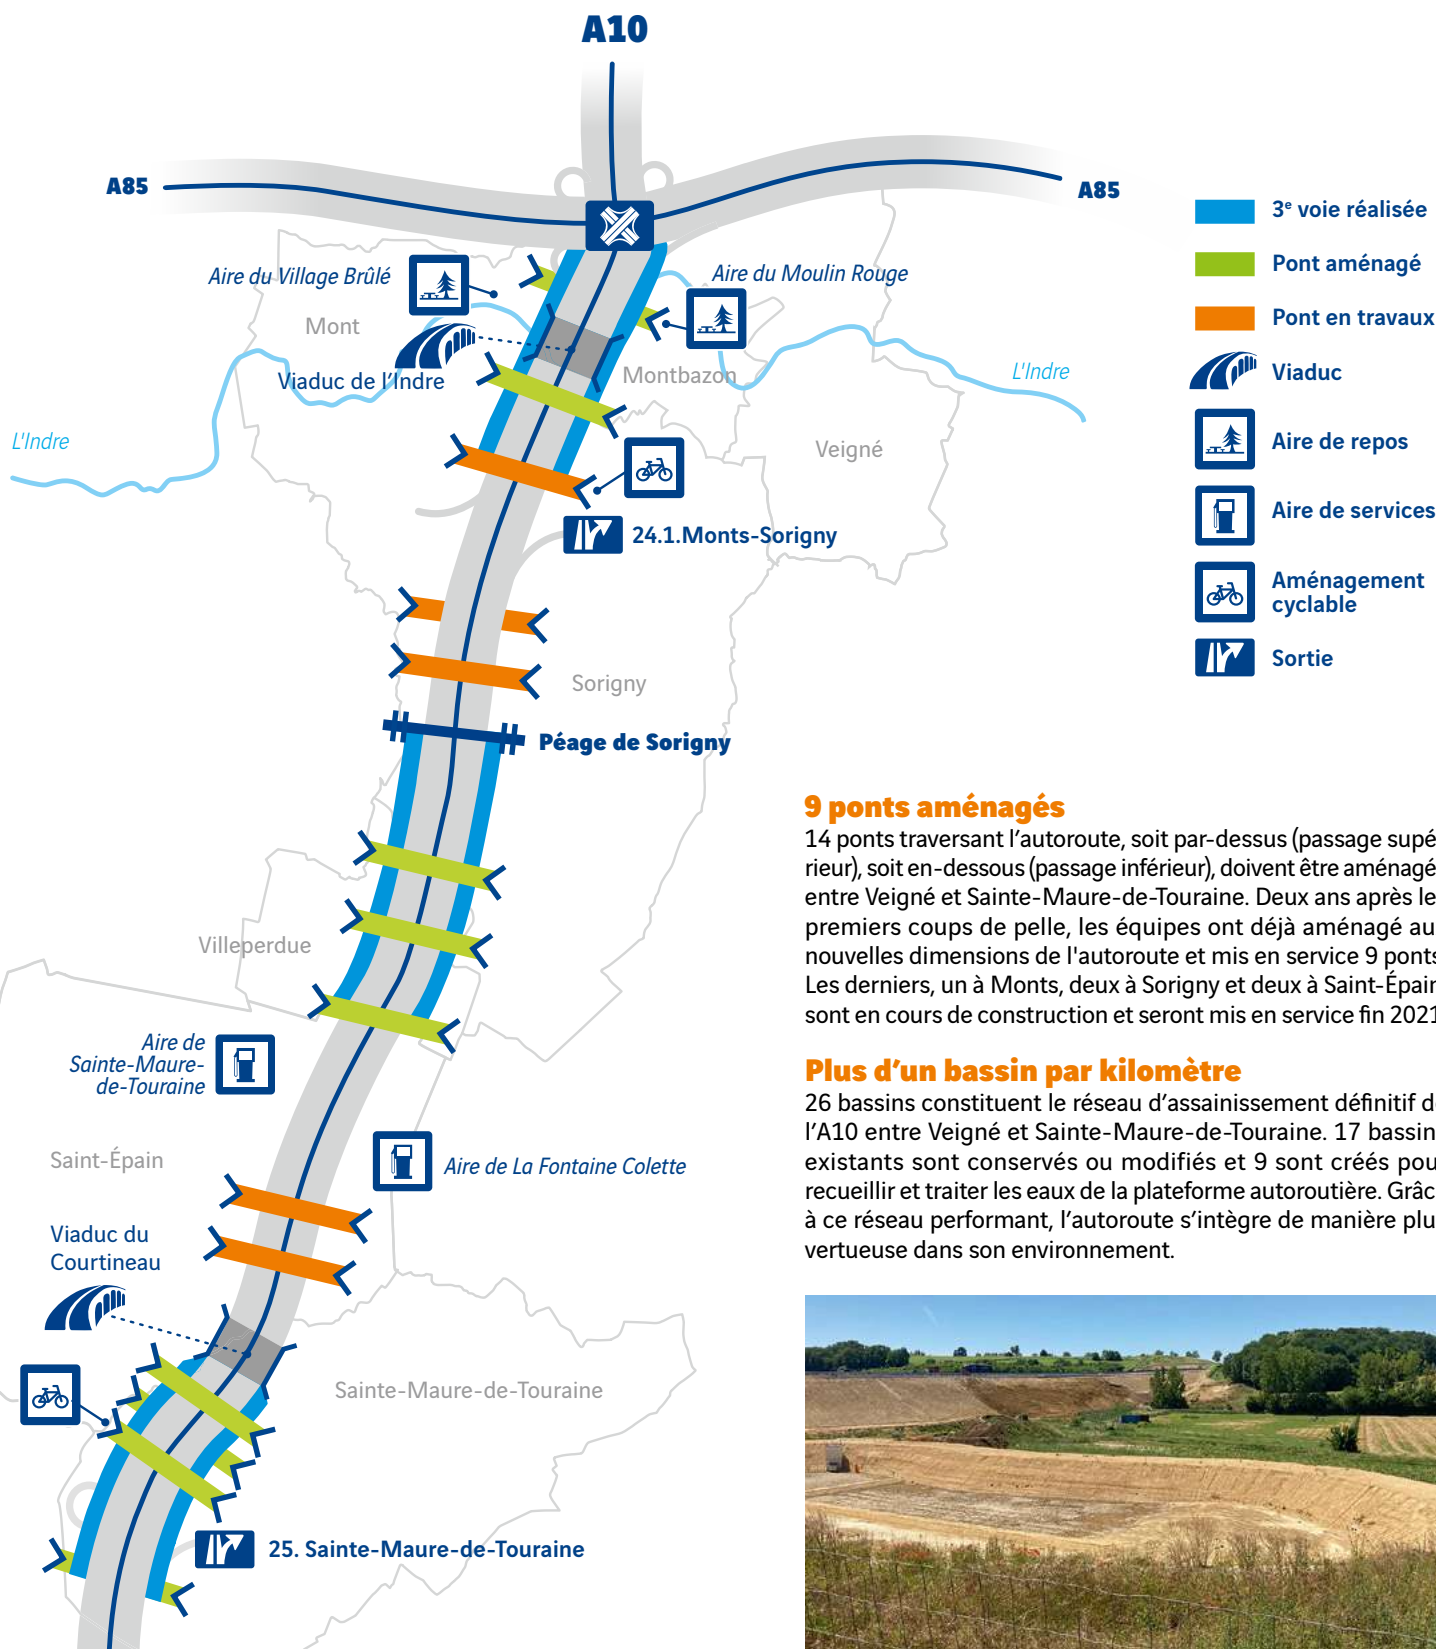 A10
A85
A85
3e voie réalisée
Pont aménagé
Pont en travaux
Viaduc
Aire de repos
Aire de services
Aménagement
cyclable
Sortie
Aire du Village Brûlé
Aire du Moulin Rouge
Mont
Viaduc de l'Indre
Montbazon
L'Indre
L'Indre
Veigné
24.1.Monts-Sorigny
Sorigny
Péage de Sorigny
Villeperdue
Aire de
Sainte-Maure-
de-Touraine
Saint-Épain
Aire de La Fontaine Colette
Viaduc du
Courtineau
Sainte-Maure-de-Touraine
25. Sainte-Maure-de-Touraine
9 ponts aménagés
14 ponts traversant l'autoroute, soit par-dessus (passage supé
rieur), soit en-dessous (passage inférieur), doivent être aménagé
entre Veigné et Sainte-Maure-de-Touraine. Deux ans après le
premiers coups de pelle, les équipes ont déjà aménagé au
nouvelles dimensions de l'autoroute et mis en service 9 ponts
Les derniers, un à Monts, deux à Sorigny et deux à Saint-Épain
sont en cours de construction et seront mis en service fin 2021
Plus d'un bassin par kilomètre
26 bassins constituent le réseau d'assainissement définitif d
l'A10 entre Veigné et Sainte-Maure-de-Touraine. 17 bassin
existants sont conservés ou modifiés et 9 sont créés pou
recueillir et traiter les eaux de la plateforme autoroutière. Grâc
à ce réseau performant, l'autoroute s'intègre de manière plu
vertueuse dans son environnement.